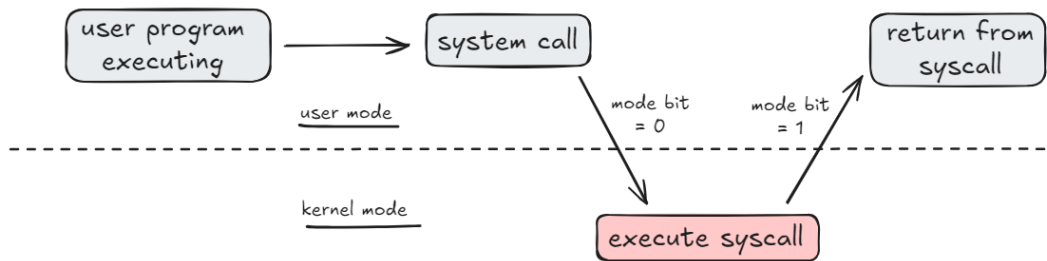 user program
executing
system call
return from
syscall
mode bit
= 0
mode bit
= 1
user mode
kernel mode
execute syscall